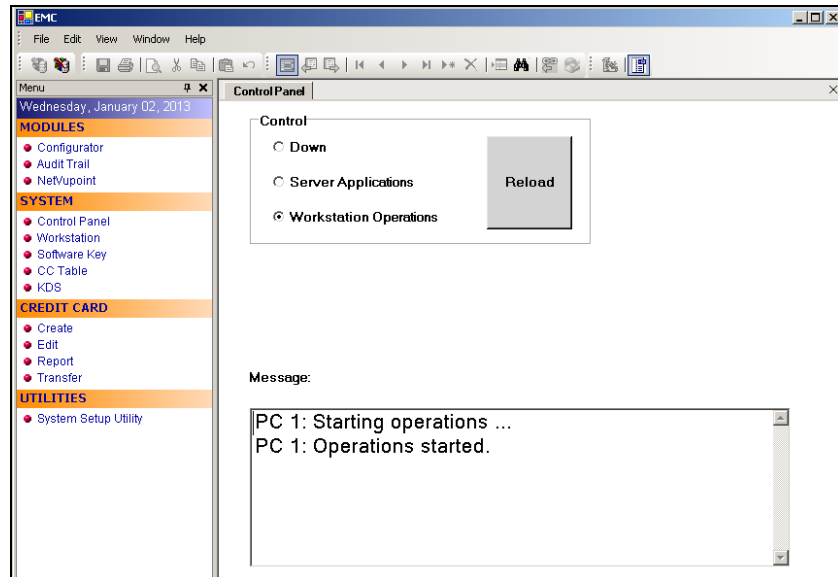 EMC
File Edit View Window Help
Menu
Control Panel
Wednesday, January 02, 2013
MODULES
Configurator
Audit Trail
NetVupoint
SYSTEM
Control Panel
Workstation
Software Key
CC Table
KDS
CREDIT CARD
Create
Edit
Report
Transfer
UTILITIES
System Setup Utility
Control
Down
Server Applications
Workstation Operations
Reload
Message:
PC 1: Starting operations ...
PC 1: Operations started.